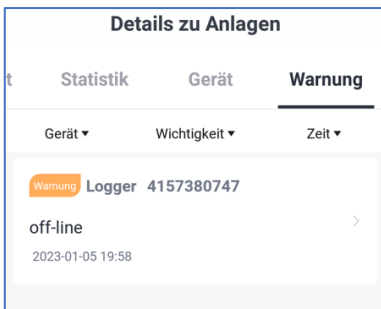 Details zu Anlagen
t Statistik Gerät Warnung
Gerät ▾ Wichtigkeit ▾ Zeit ▾
Warnung Logger 4157380747
off-line
2023-01-05 19:58